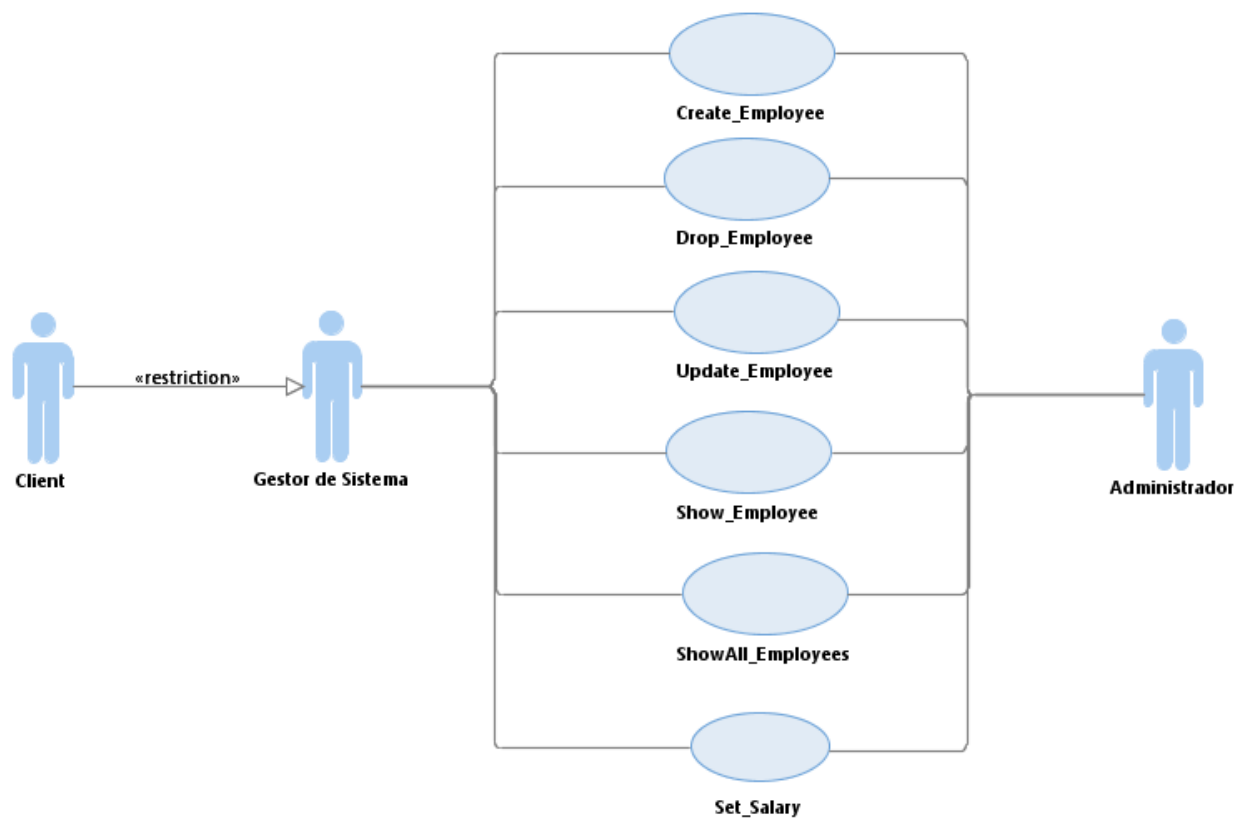 Create_Employee
Drop_Employee
Update_Employee
«restriction»
Client
Gestor de Sistema
Administrador
Show_Employee
ShowAll_Employees
Set_Salary